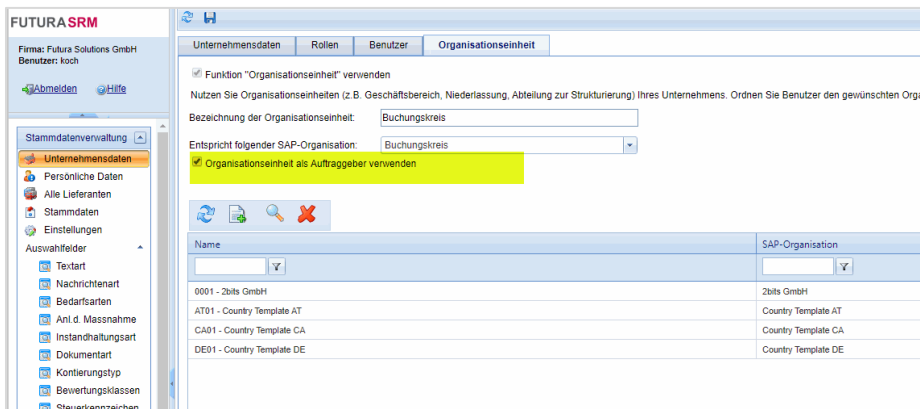 FUTURASRM
Firma: Futura Solutions GmbH
Benutzer: koch
Abmelden Hilfe
Stammdatenverwaltung
Unternehmensdaten
Persönliche Daten
Alle Lieferanten
Stammdaten
Einstellungen
Auswahlfelder
Textart
Nachrichtenart
Bedarfsarten
Anl.d. Massnahme
Instandhaltungsart
Dokumentart
Kontierungstyp
Bewertungsklassen
Steuerkennzeichen
Unternehmensdaten Rollen Benutzer Organisationseinheit
Funktion "Organisationseinheit" verwenden
Nutzen Sie Organisationseinheiten (z.B. Geschäftsbereich, Niederlassung, Abteilung zur Strukturierung) Ihres Unternehmens. Ordnen Sie Benutzer den gewünschten Orga
Bezeichnung der Organisationseinheit: Buchungskreis
Entspricht folgender SAP-Organisation: Buchungskreis
Organisationseinheit als Auftraggeber verwenden
Name SAP-Organisation
0001 - 2bits GmbH 2bits GmbH
AT01 - Country Template AT Country Template AT
CA01 - Country Template CA Country Template CA
DE01 - Country Template DE Country Template DE